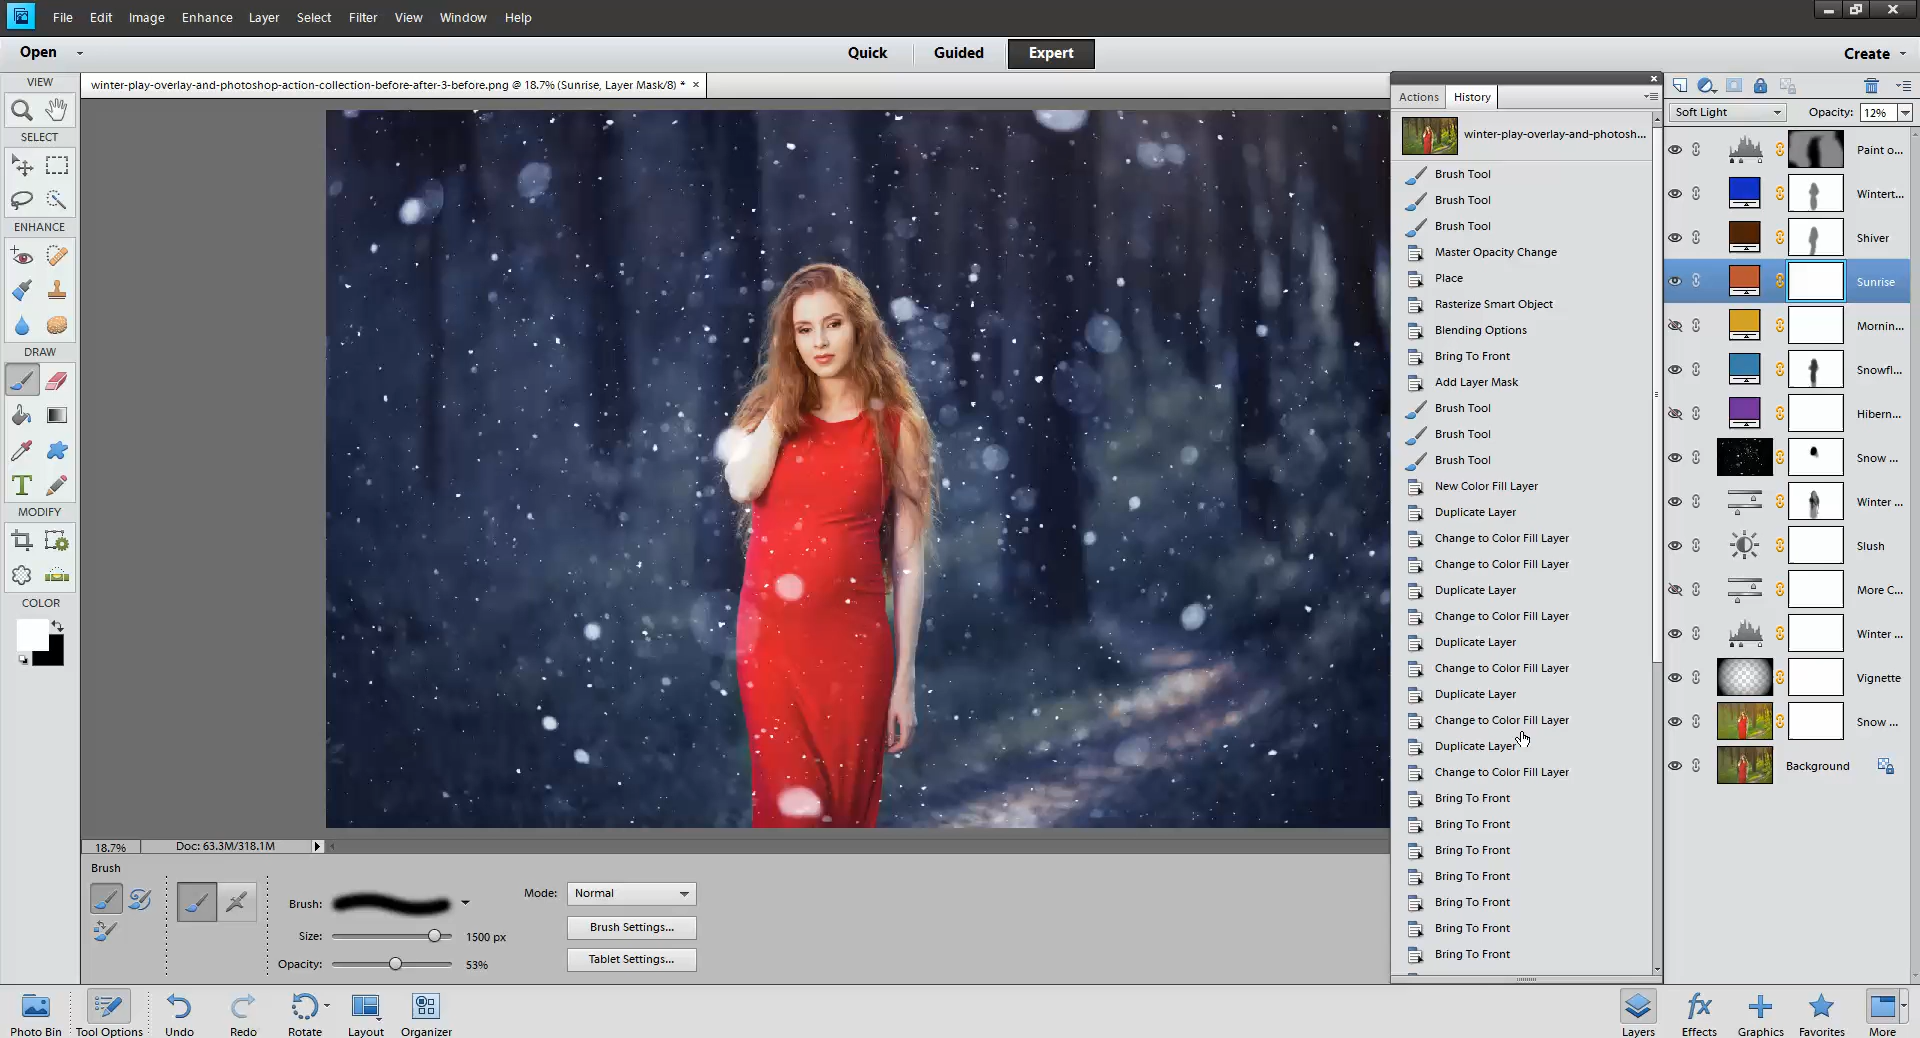 File Edit Image Enhance Layer Select Filter View Window Help
Open Quick Guided Expert Create
VIEW
winter-play-overlay-and-photoshop-action-collection-before-after-3-before.png @ 18.7% (Sunrise, Layer Mask/8) * ×
SELECT
ENHANCE
DRAW
T
MODIFY
COLOR
Actions History
winter-play-overlay-and-photosh...
Brush Tool
Brush Tool
Brush Tool
Master Opacity Change
Place
Rasterize Smart Object
Blending Options
Bring To Front
Add Layer Mask
Brush Tool
Brush Tool
Brush Tool
New Color Fill Layer
Duplicate Layer
Change to Color Fill Layer
Change to Color Fill Layer
Duplicate Layer
Change to Color Fill Layer
Duplicate Layer
Change to Color Fill Layer
Duplicate Layer
Change to Color Fill Layer
Duplicate Layer
Change to Color Fill Layer
Bring To Front
Bring To Front
Bring To Front
Bring To Front
Bring To Front
Bring To Front
Bring To Front
Soft Light Opacity: 12%
Paint o...
Wintert...
Shiver
Sunrise
Mornin...
Snowfl...
Hibern...
Snow ...
Winter ...
Slush
More C...
Winter ...
Vignette
Snow ...
Background
18.7% Doc: 63.3M/318.1M
Brush
Brush:
Size: 1500 px
Opacity: 53%
Mode: Normal
Brush Settings...
Tablet Settings...
Photo Bin Tool Options Undo Redo Rotate Layout Organizer
fx
Layers Effects Graphics Favorites More